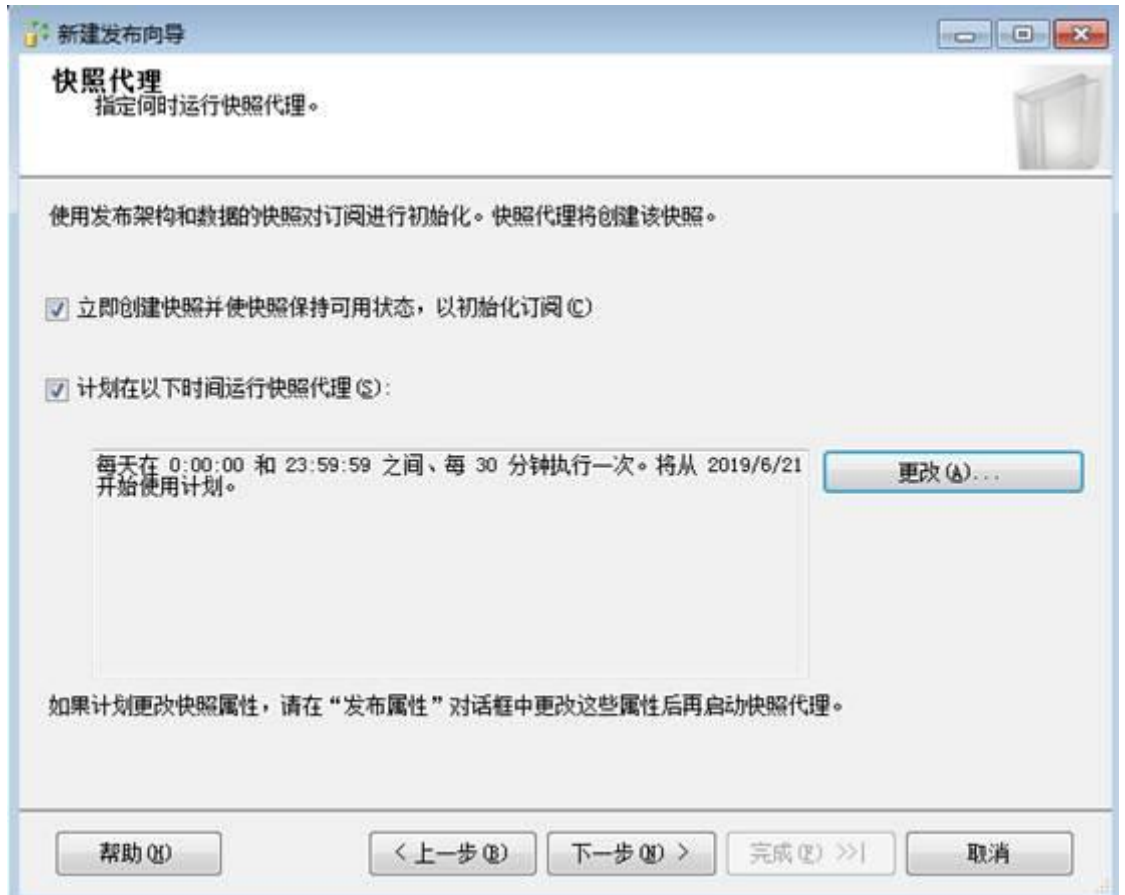 新建发布向导
快照代理
指定何时运行快照代理。
使用发布架构和数据的快照对订阅进行初始化。快照代理将创建该快照。
立即创建快照并使快照保持可用状态，以初始化订阅(C)
计划在以下时间运行快照代理(S):
每天在 0:00:00 和 23:59:59 之间、每 30 分钟执行一次。将从 2019/6/21
开始使用计划。
更改(A)...
如果计划更改快照属性，请在“发布属性”对话框中更改这些属性后再启动快照代理。
帮助(H)
< 上一步(B)
下一步(N) >
完成(F) >>|
取消